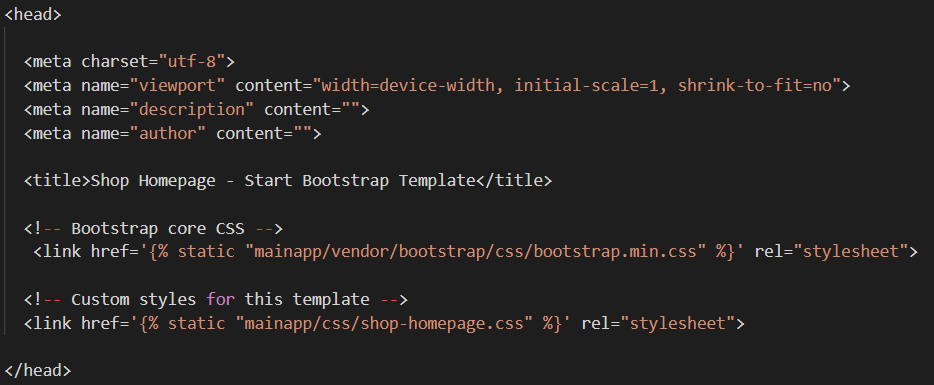 <head>
<meta charset="utf-8">
<meta name="viewport" content="width=device-width, initial-scale=1, shrink-to-fit=no">
<meta name="description" content="">
<meta name="author" content="">
<title>Shop Homepage - Start Bootstrap Template</title>
<!-- Bootstrap core CSS -->
<link href='{% static "mainapp/vendor/bootstrap/css/bootstrap.min.css" %}' rel="stylesheet">
<!-- Custom styles for this template -->
<link href='{% static "mainapp/css/shop-homepage.css" %}' rel="stylesheet">
</head>